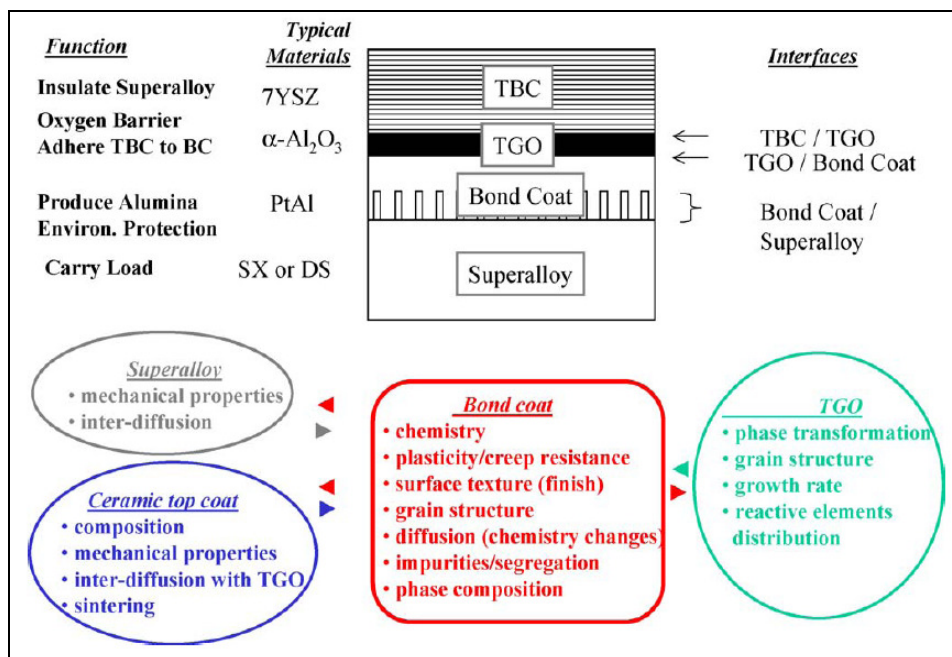 Function
Typical
Materials
Interfaces
Insulate Superalloy
7YSZ
TBC
Oxygen Barrier
Adhere TBC to BC
α-Al2O3
TGO
TBC / TGO
TGO / Bond Coat
Produce Alumina
Environ. Protection
PtAl
Bond Coat
Bond Coat /
Superalloy
Carry Load
SX or DS
Superalloy
Superalloy
• mechanical properties
• inter-diffusion
Ceramic top coat
• composition
• mechanical properties
• inter-diffusion with TGO
• sintering
Bond coat
• chemistry
• plasticity/creep resistance
• surface texture (finish)
• grain structure
• diffusion (chemistry changes)
• impurities/segregation
• phase composition
TGO
• phase transformation
• grain structure
• growth rate
• reactive elements
distribution